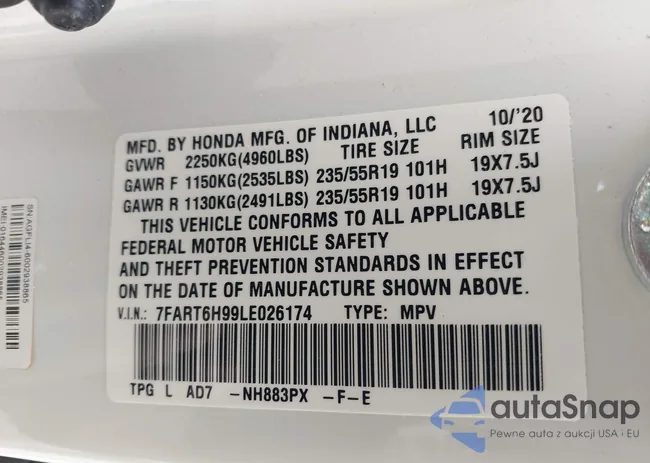 10/'20
MFD. BY HONDA MFG. OF INDIANA, LLC
GVWR 2250KG(4960LBS) TIRE SIZE RIM SIZE
GAWR F 1150KG(2535LBS) 235/55R19 101H 19X7.5J
GAWR R 1130KG(2491LBS) 235/55R19 101H 19X7.5J
THIS VEHICLE CONFORMS TO ALL APPLICABLE
FEDERAL MOTOR VEHICLE SAFETY
AND THEFT PREVENTION STANDARDS IN EFFECT
ON THE DATE OF MANUFACTURE SHOWN ABOVE.
V.I.N.: 7FART6H99LE026174 TYPE: MPV
TPG L AD7 -NH883PX -F-E
autaSnap
Pewne auta z aukcji USA i EU